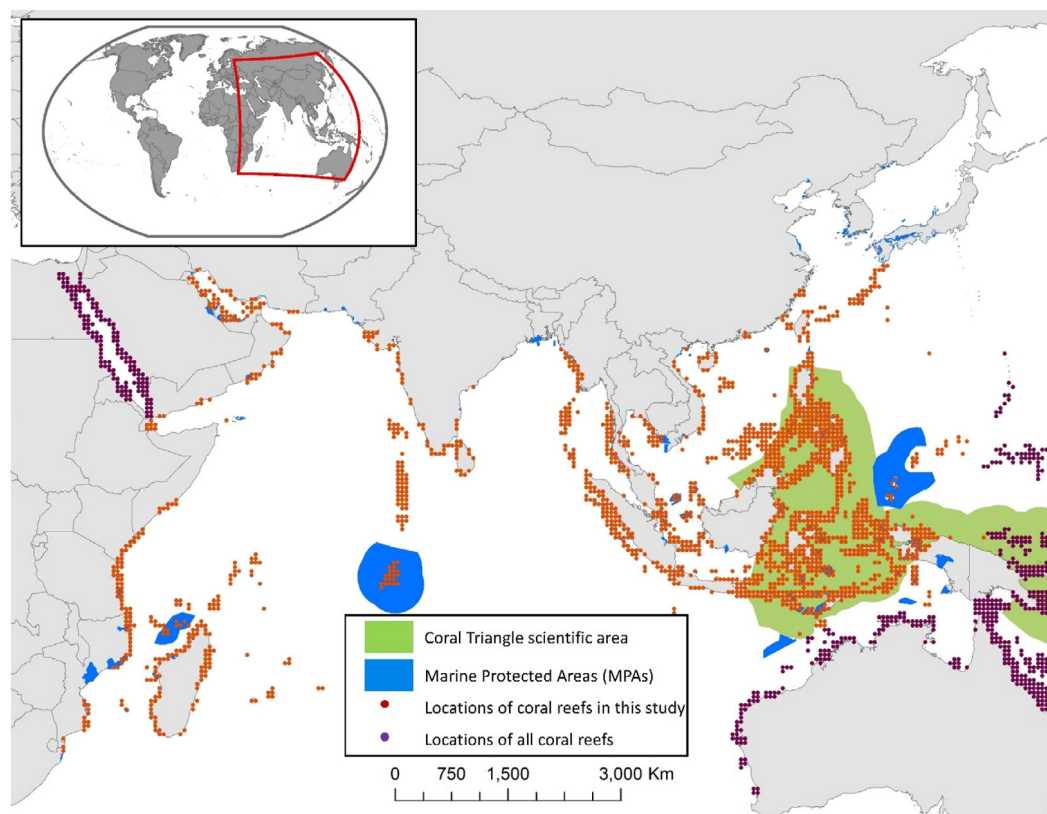 Coral Triangle scientific area
Marine Protected Areas (MPAs)
Locations of coral reefs in this study
Locations of all coral reefs
0 750 1,500 3,000 Km